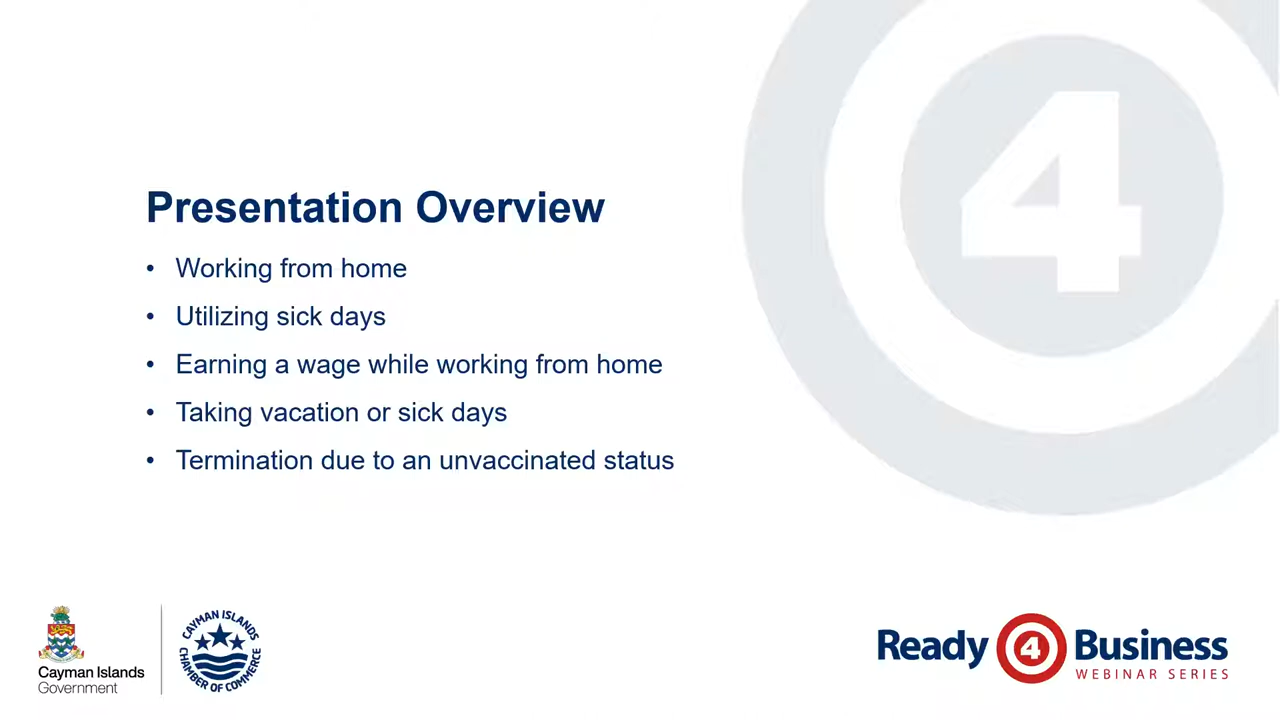 4
Presentation Overview
• Working from home
• Utilizing sick days
• Earning a wage while working from home
• Taking vacation or sick days
• Termination due to an unvaccinated status
Cayman Islands
Government
CAYMAN ISLANDS
CHAMBER OF COMMERCE
Ready 4 Business
WEBINAR SERIES